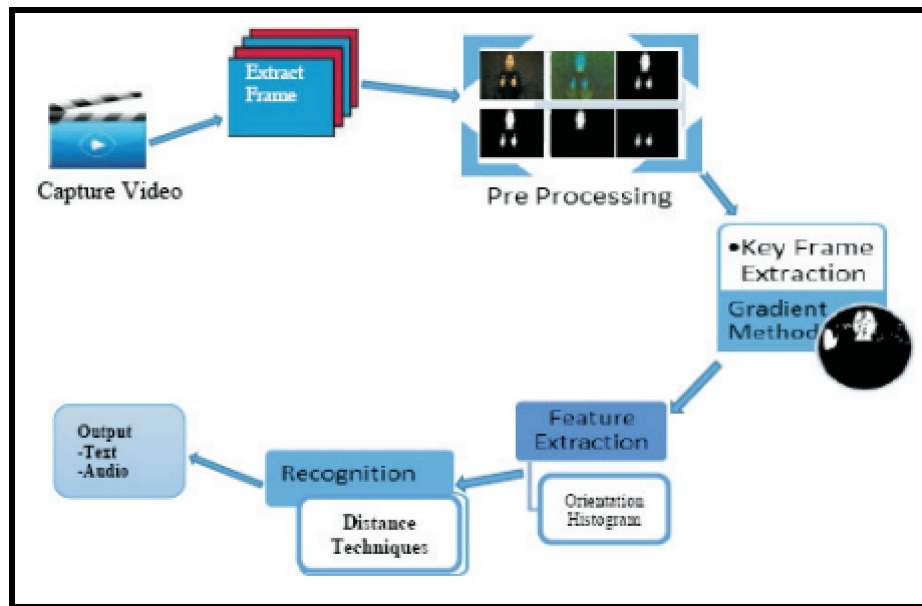 Extract
Frame
Capture Video
Pre Processing
•Key Frame
Extraction
Gradient
Method
Feature
Extraction
Orientation
Histogram
Recognition
Distance
Techniques
Output
-Text
-Audio